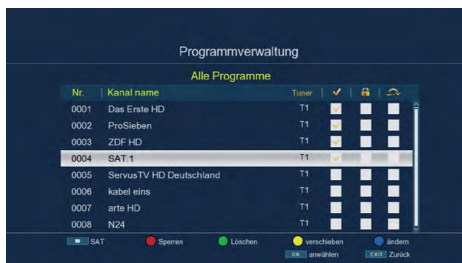 Programmverwaltung
Alle Programme
Nr. Kanal name Tuner
0001 Das Erste HD T1
0002 ProSieben T1
0003 ZDF HD T1
0004 SAT.1 T1
0005 ServusTV HD Deutschland T1
0006 kabel eins T1
0007 arte HD T1
0008 N24 T1
SAT Sperren Löschen verschieben ändern
OK anwählen EXIT Zurück